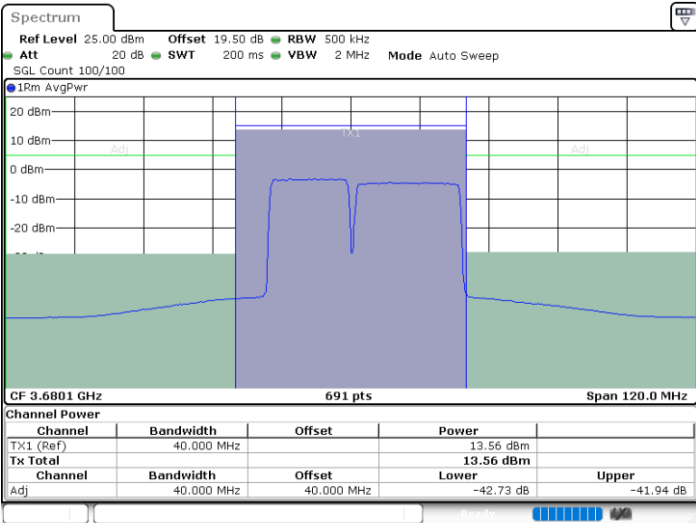 Spectrum
Ref Level 25.00 dBm Offset 19.50 dB RBW 500 kHz
Att 20 dB SWT 200 ms VBW 2 MHz Mode Auto Sweep
SGL Count 100/100
1Rm AvgPwr
20 dBm
TX1
10 dBm
Adj Adj
0 dBm
-10 dBm
-20 dBm
CF 3.6801 GHz 691 pts Span 120.0 MHz
Channel Power
Channel Bandwidth Offset Power
TX1 (Ref) 40.000 MHz 13.56 dBm
Tx Total 13.56 dBm
Channel Bandwidth Offset Lower Upper
Adj 40.000 MHz 40.000 MHz -42.73 dB -41.94 dB
Ready